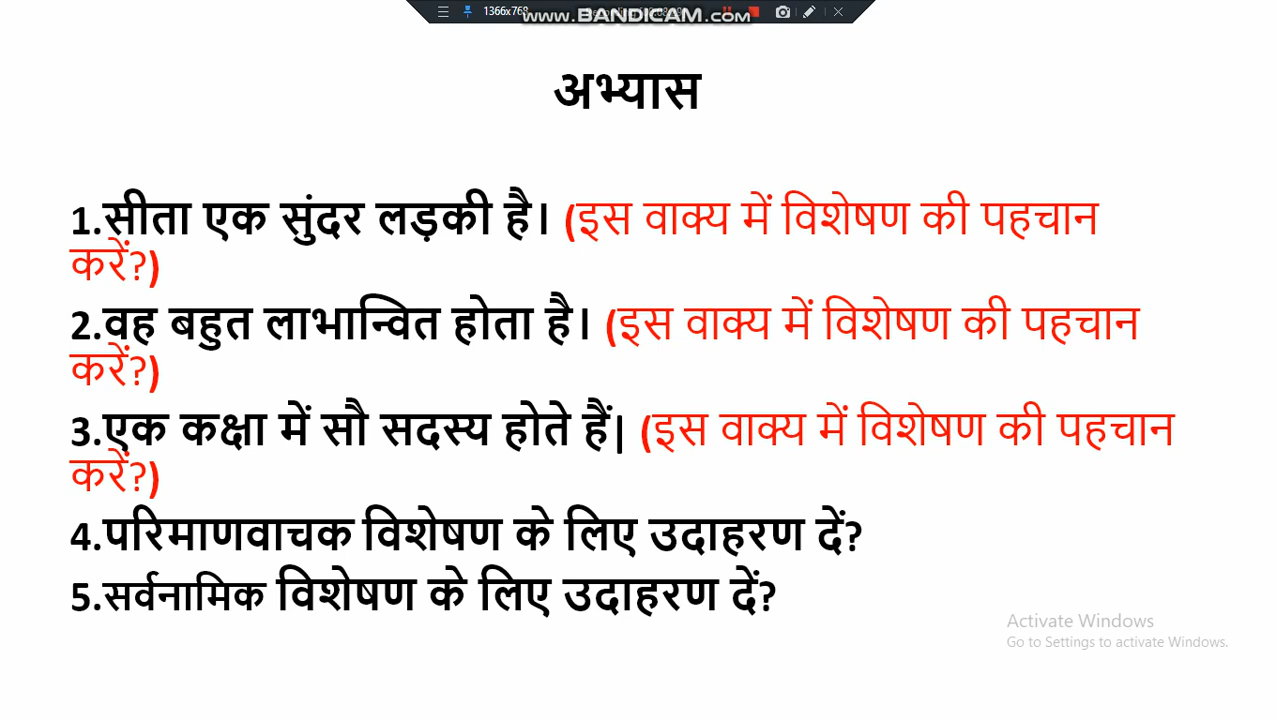 1366x768
www.BANDICAM.com
अभ्यास
1.सीता एक सुंदर लड़की है। (इस वाक्य में विशेषण की पहचान
करें?)
2.वह बहुत लाभान्वित होता है। (इस वाक्य में विशेषण की पहचान
करें?)
3.एक कक्षा में सौ सदस्य होते हैं| (इस वाक्य में विशेषण की पहचान
करें?)
4.परिमाणवाचक विशेषण के लिए उदाहरण दें?
5.सर्वनामिक विशेषण के लिए उदाहरण दें?
Activate Windows
Go to Settings to activate Windows.